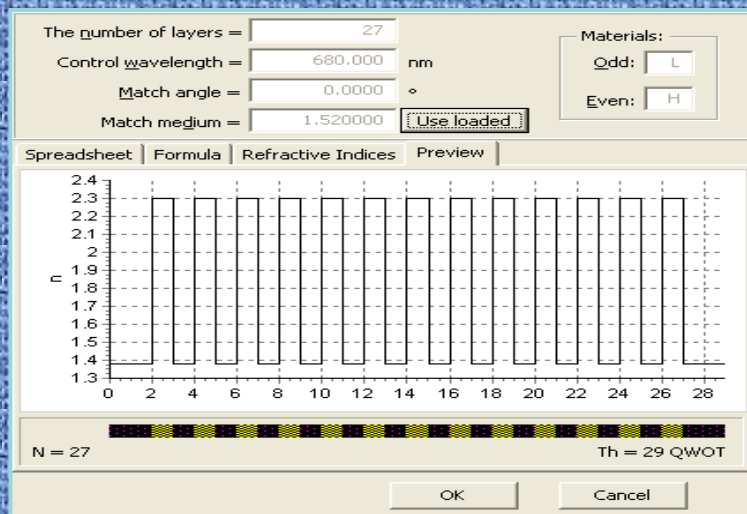 The number of layers = 27
Control wavelength = 680.000 nm
Match angle = 0.0000 °
Match medium = 1.520000 Use loaded
Materials:
Odd: L
Even: H
Spreadsheet Formula Refractive Indices Preview
2.4
2.3
2.2
2.1
2
1.9
1.8
1.7
1.6
1.5
1.4
1.3
n
0 2 4 6 8 10 12 14 16 18 20 22 24 26 28
N = 27 Th = 29 QWOT
OK Cancel